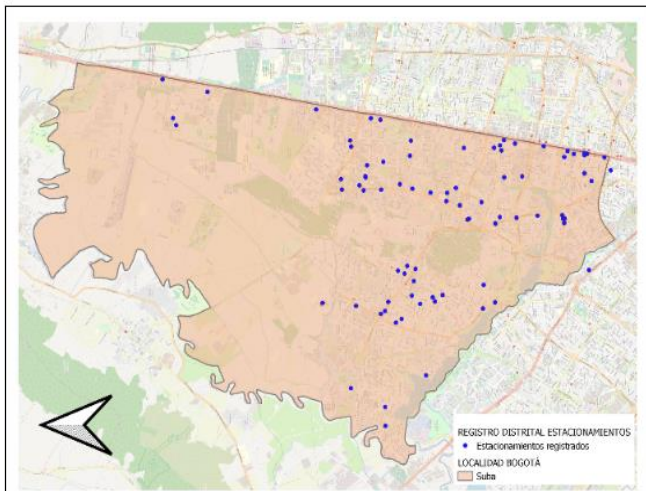 REGISTRO DISTRITAL ESTACIONAMIENTOS
Estacionamientos registrados
LOCALIDAD BOGOTÁ
Suba